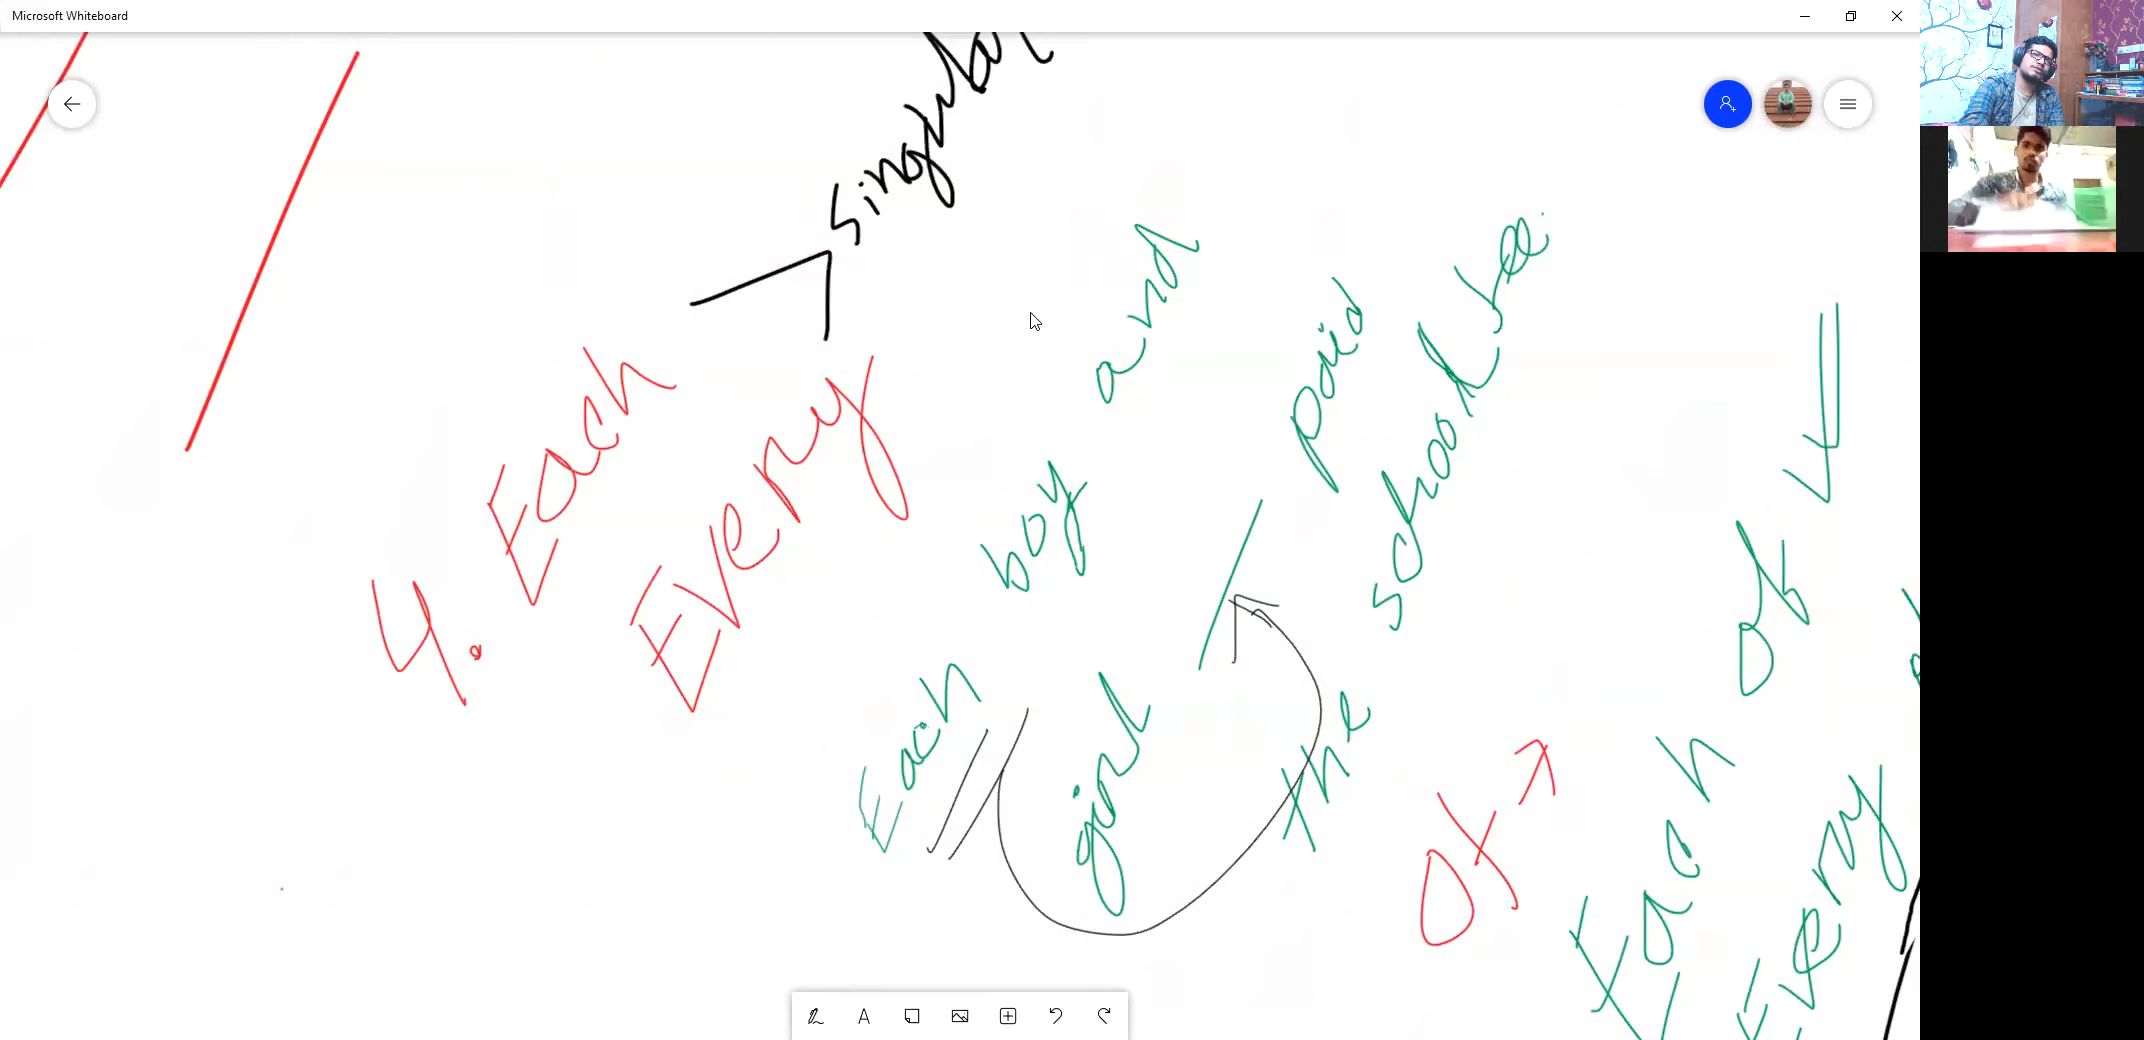 Microsoft Whiteboard
singular
4. Each
Every
Each boy and
girl / paid
the school fee.
of →
Each of
Every